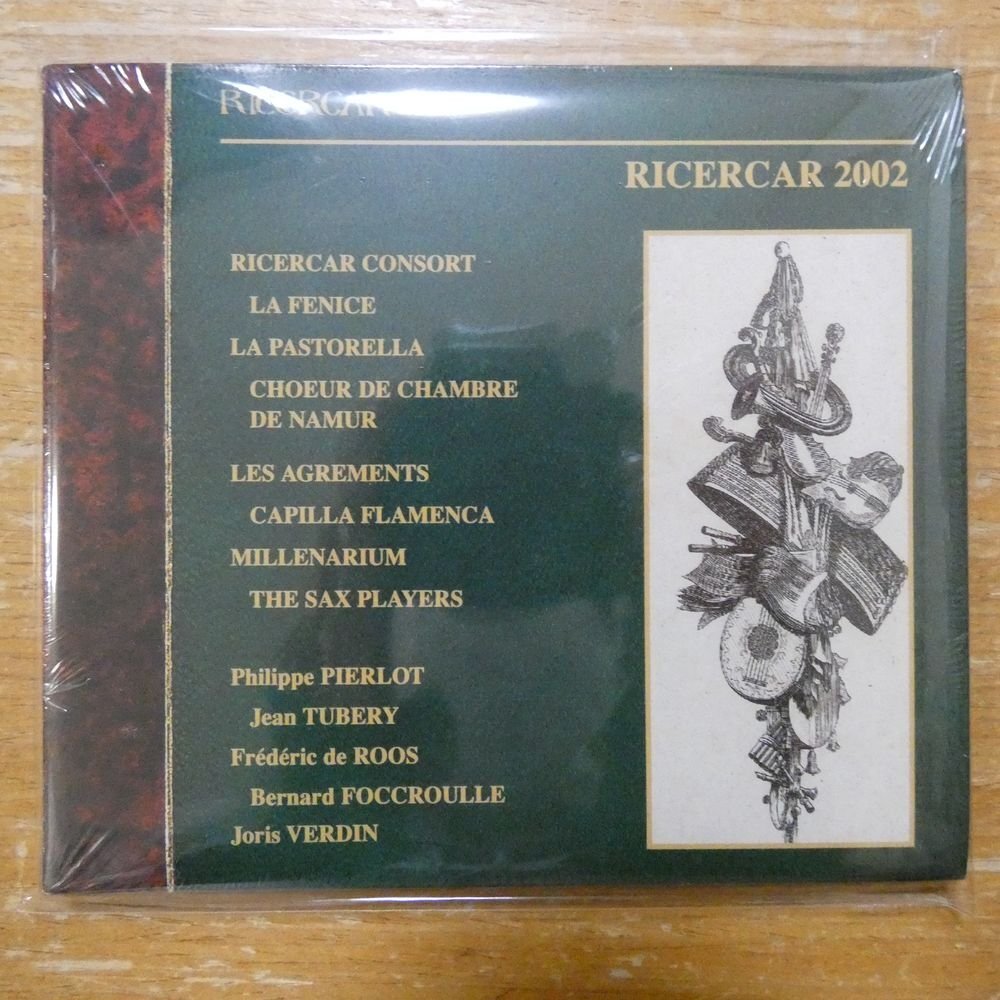 RICERCAR
RICERCAR 2002
RICERCAR CONSORT
LA FENICE
LA PASTORELLA
CHOEUR DE CHAMBRE
DE NAMUR
LES AGREMENTS
CAPILLA FLAMENCA
MILLENARIUM
THE SAX PLAYERS
Philippe PIERLOT
Jean TUBERY
Frédéric de ROOS
Bernard FOCCROULLE
Joris VERDIN